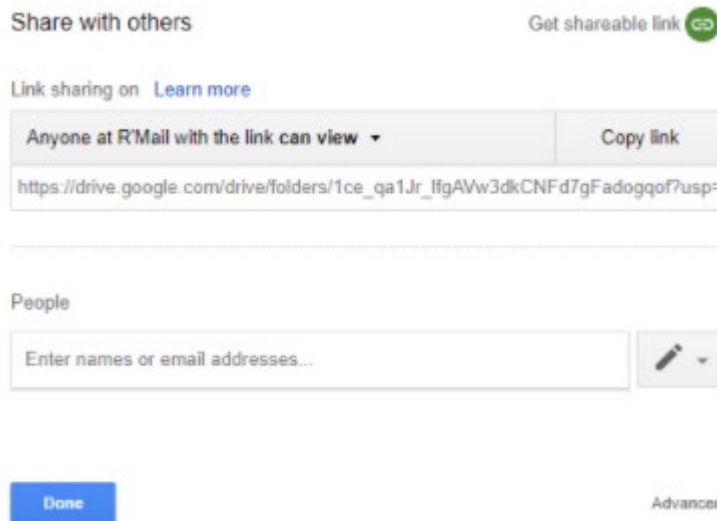 Share with others
Get shareable link
Link sharing on Learn more
Anyone at R'Mail with the link can view
Copy link
https://drive.google.com/drive/folders/1ce_qa1Jr_lfgAVw3dkCNFd7gFadogqof?usp=
People
Enter names or email addresses...
Done
Advanced